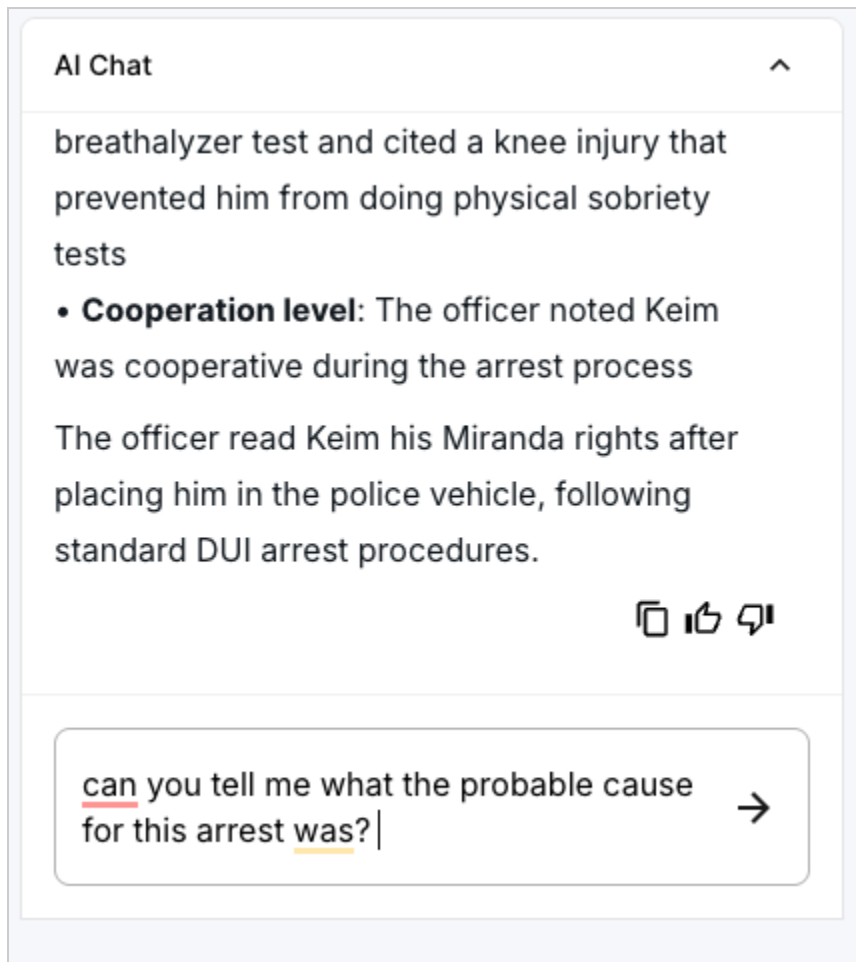 AI Chat
breathalyzer test and cited a knee injury that
prevented him from doing physical sobriety
tests
• Cooperation level: The officer noted Keim
was cooperative during the arrest process
The officer read Keim his Miranda rights after
placing him in the police vehicle, following
standard DUI arrest procedures.
can you tell me what the probable cause
for this arrest was?